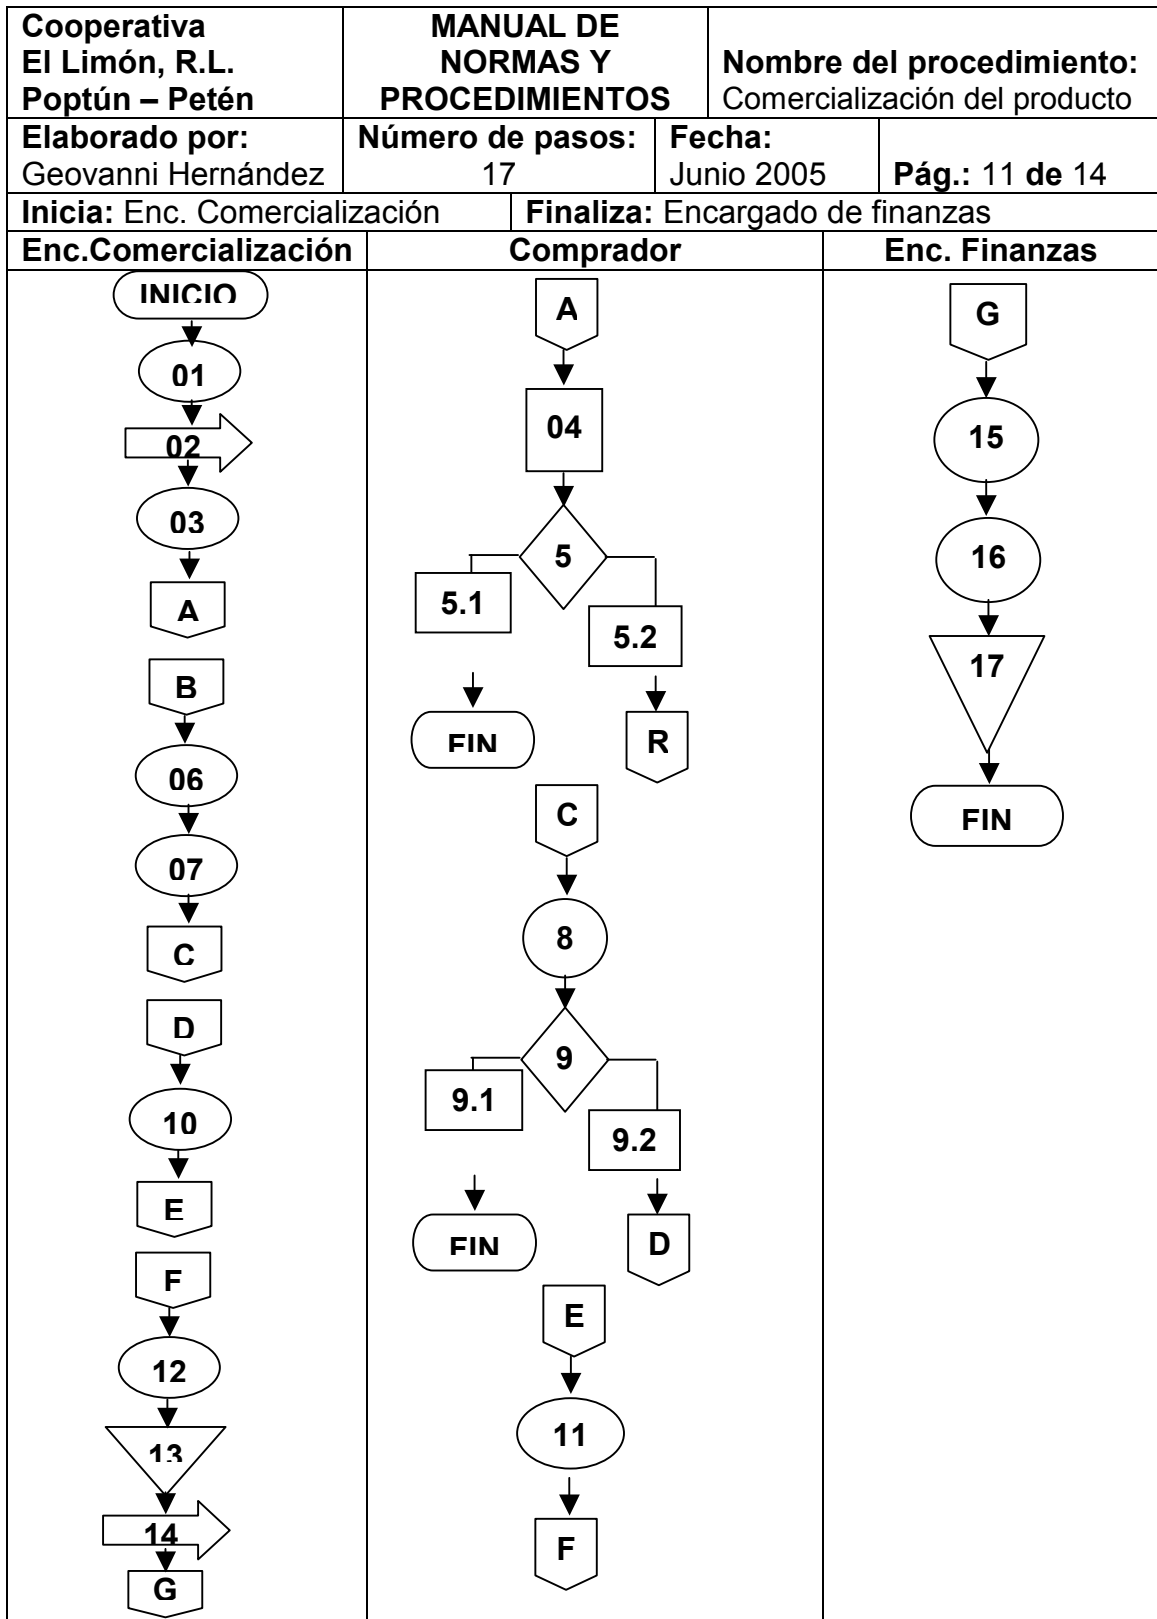 Cooperativa
El Limón, R.L.
Poptún – Petén
MANUAL DE
NORMAS Y
PROCEDIMIENTOS
Nombre del procedimiento:
Comercialización del producto
Elaborado por:
Geovanni Hernández
Número de pasos:
17
Fecha:
Junio 2005
Pág.: 11 de 14
Inicia: Enc. Comercialización
Finaliza: Encargado de finanzas
Enc.Comercialización
Comprador
Enc. Finanzas
INICIO
01
02
03
A
B
06
07
C
D
10
E
F
12
13
14
G
A
04
5
5.1
5.2
FIN
R
C
8
9
9.1
9.2
FIN
D
E
11
F
G
15
16
17
FIN